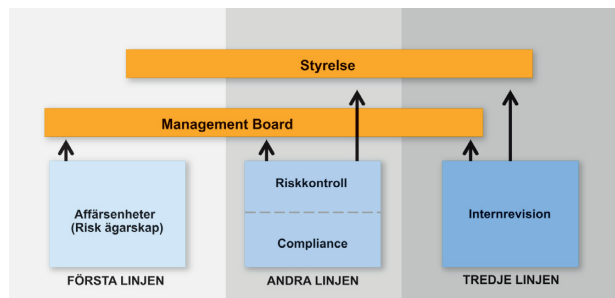 Styrelse
Management Board
Affärsenheter
(Risk ägarskap)
Riskkontroll
Compliance
Internrevision
FÖRSTA LINJEN
ANDRA LINJEN
TREDJE LINJEN